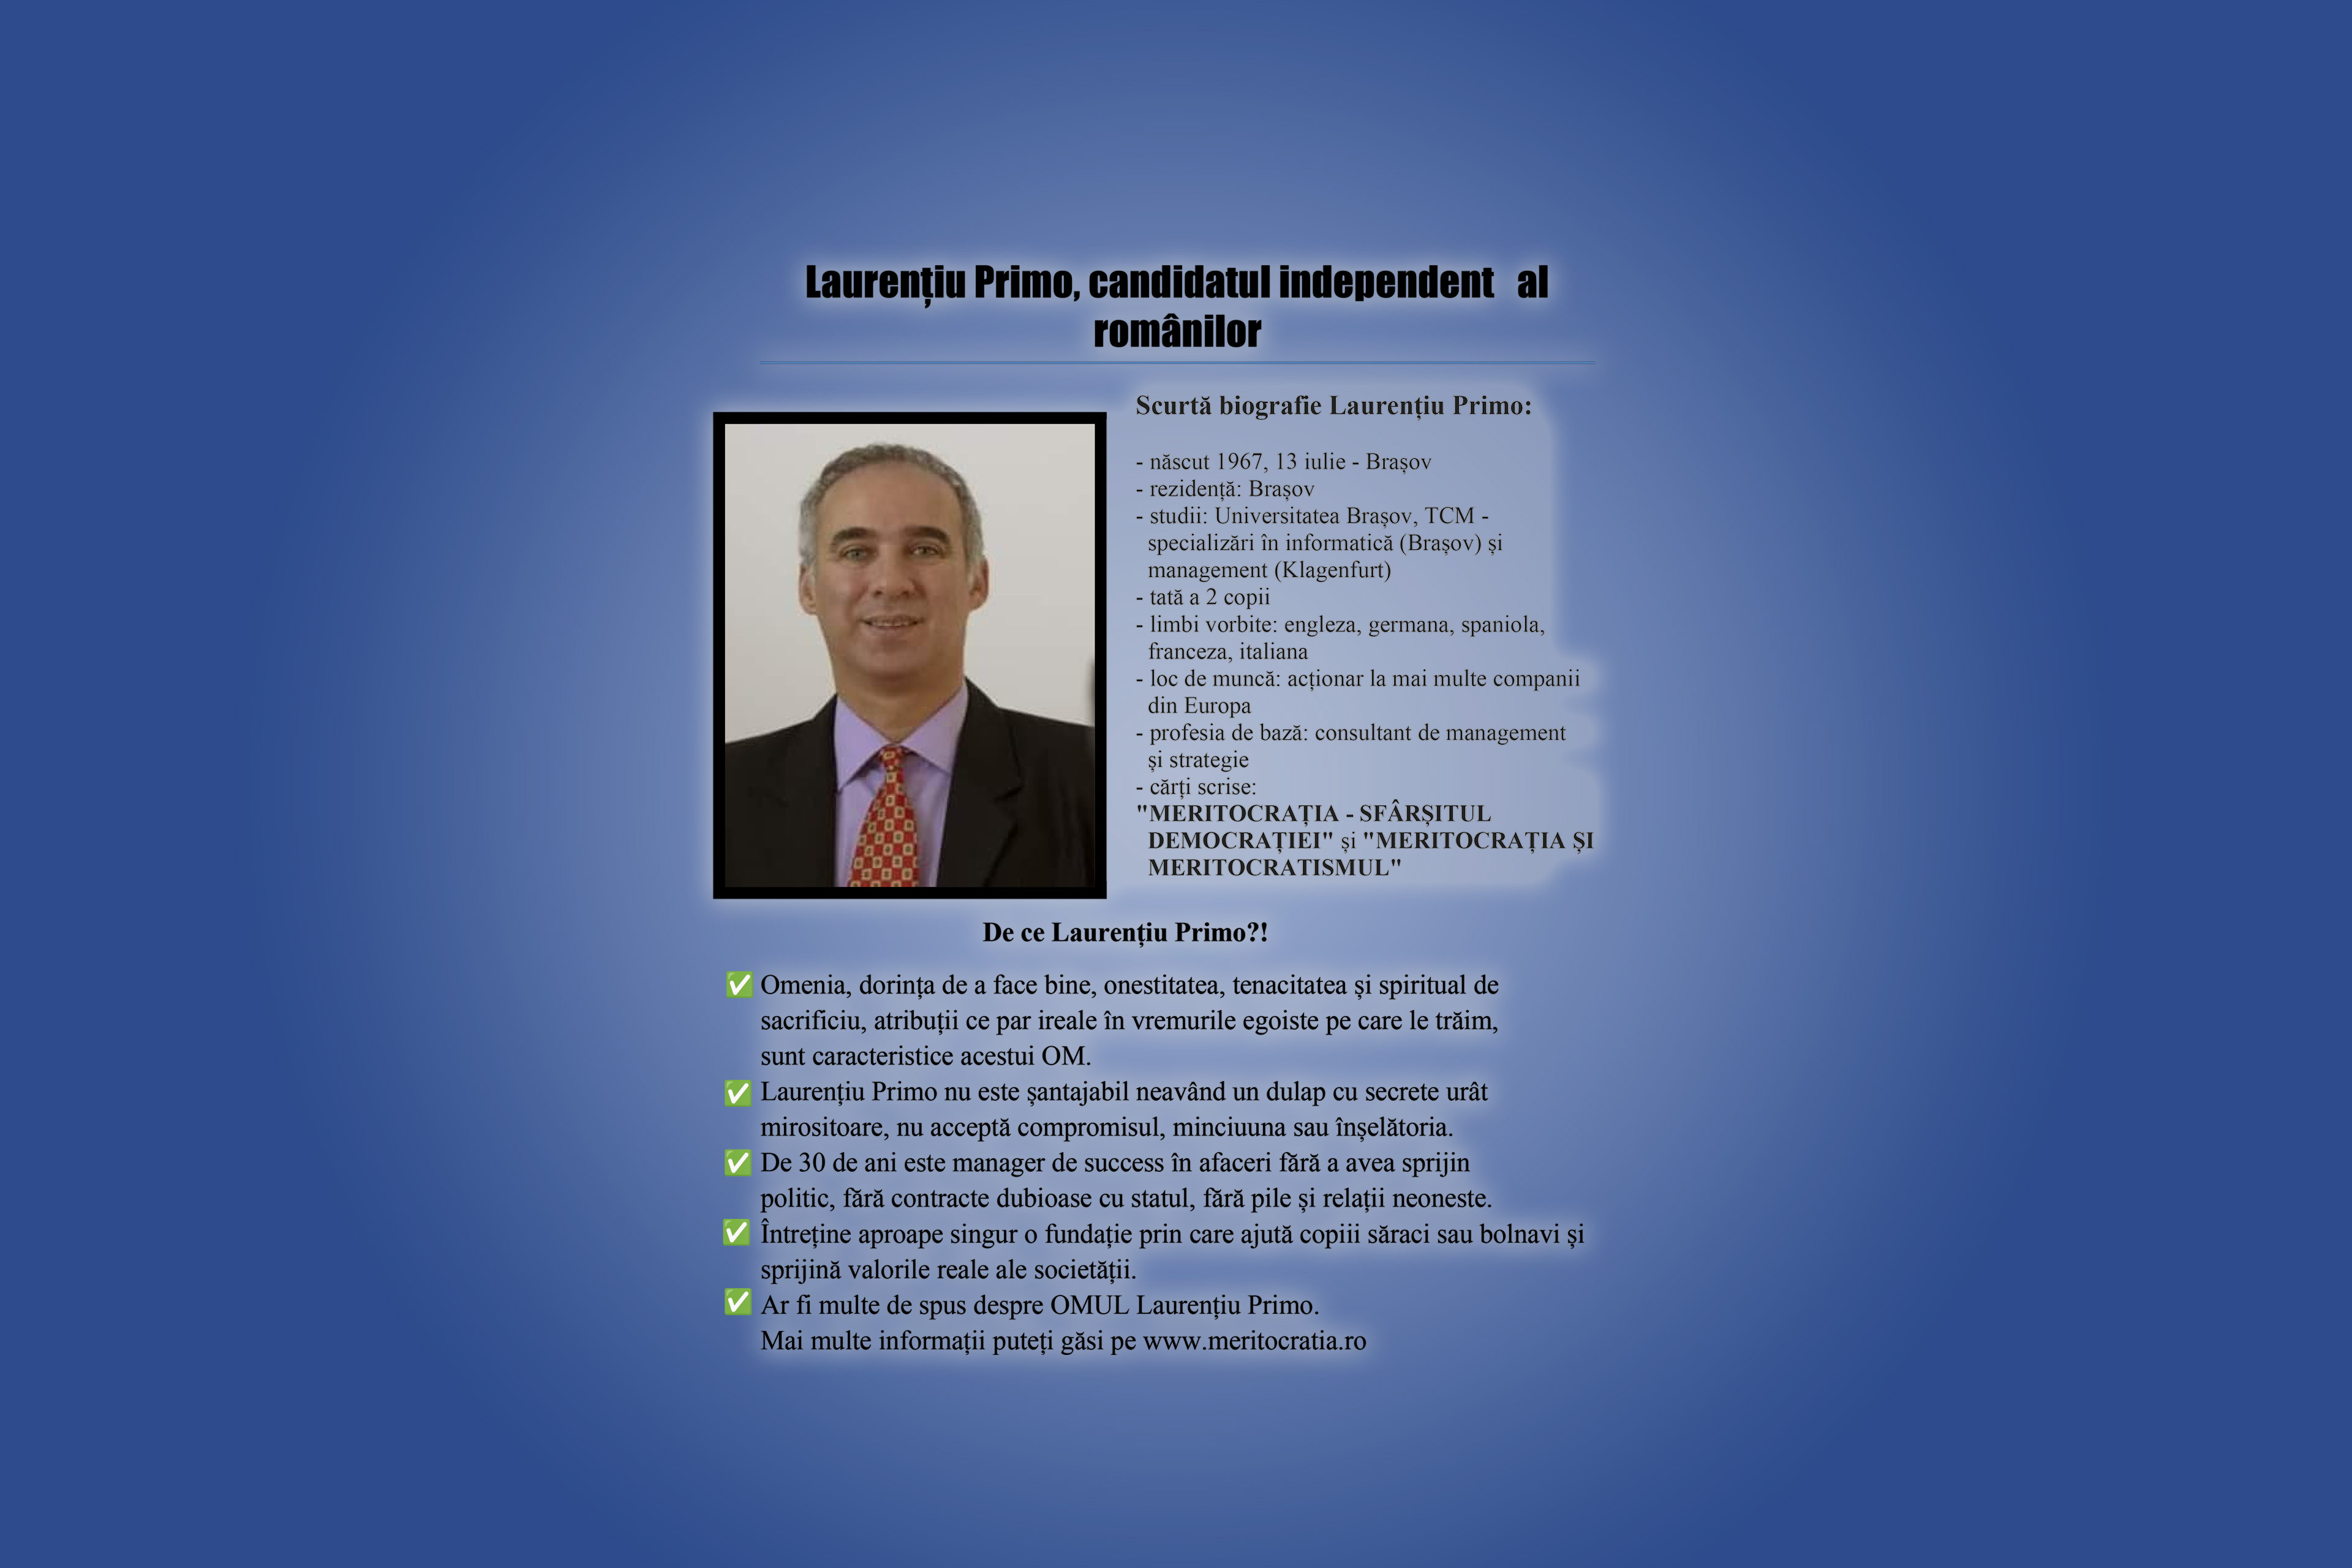 Laurențiu Primo, candidatul independent al
românilor
Scurtă biografie Laurențiu Primo:
- născut 1967, 13 iulie - Brașov
- rezidență: Brașov
- studii: Universitatea Brașov, TCM -
specializări în informatică (Brașov) și
management (Klagenfurt)
- tată a 2 copii
- limbi vorbite: engleza, germana, spaniola,
franceza, italiana
- loc de muncă: acționar la mai multe companii
din Europa
- profesia de bază: consultant de management
și strategie
- cărți scrise:
"MERITOCRAȚIA - SFÂRȘITUL
DEMOCRAȚIEI" și "MERITOCRAȚIA ȘI
MERITOCRATISMUL"
De ce Laurențiu Primo?!
✅ Omenia, dorința de a face bine, onestitatea, tenacitatea și spiritual de
sacrificiu, atribuții ce par ireale în vremurile egoiste pe care le trăim,
sunt caracteristice acestui OM.
✅ Laurențiu Primo nu este șantajabil neavând un dulap cu secrete urât
mirositoare, nu acceptă compromisul, minciuuna sau înșelătoria.
✅ De 30 de ani este manager de success în afaceri fără a avea sprijin
politic, fără contracte dubioase cu statul, fără pile și relații neoneste.
✅ Întreține aproape singur o fundație prin care ajută copiii săraci sau bolnavi și
sprijină valorile reale ale societății.
✅ Ar fi multe de spus despre OMUL Laurențiu Primo.
Mai multe informații puteți găsi pe www.meritocratia.ro